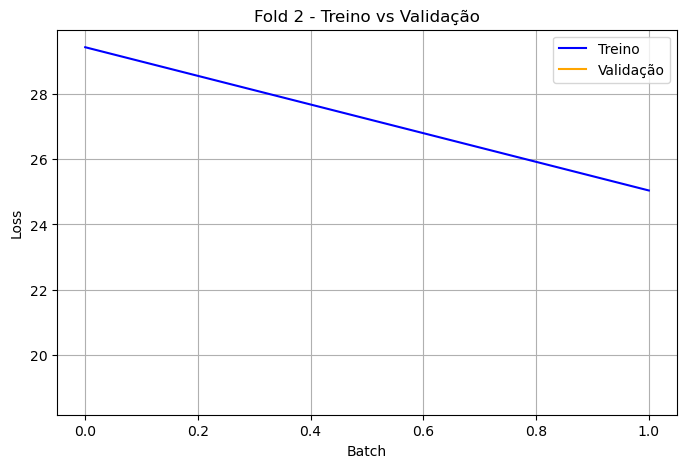 Fold 2 - Treino vs Validação
Treino
Validação
Loss
28
26
24
22
20
0.0 0.2 0.4 0.6 0.8 1.0
Batch